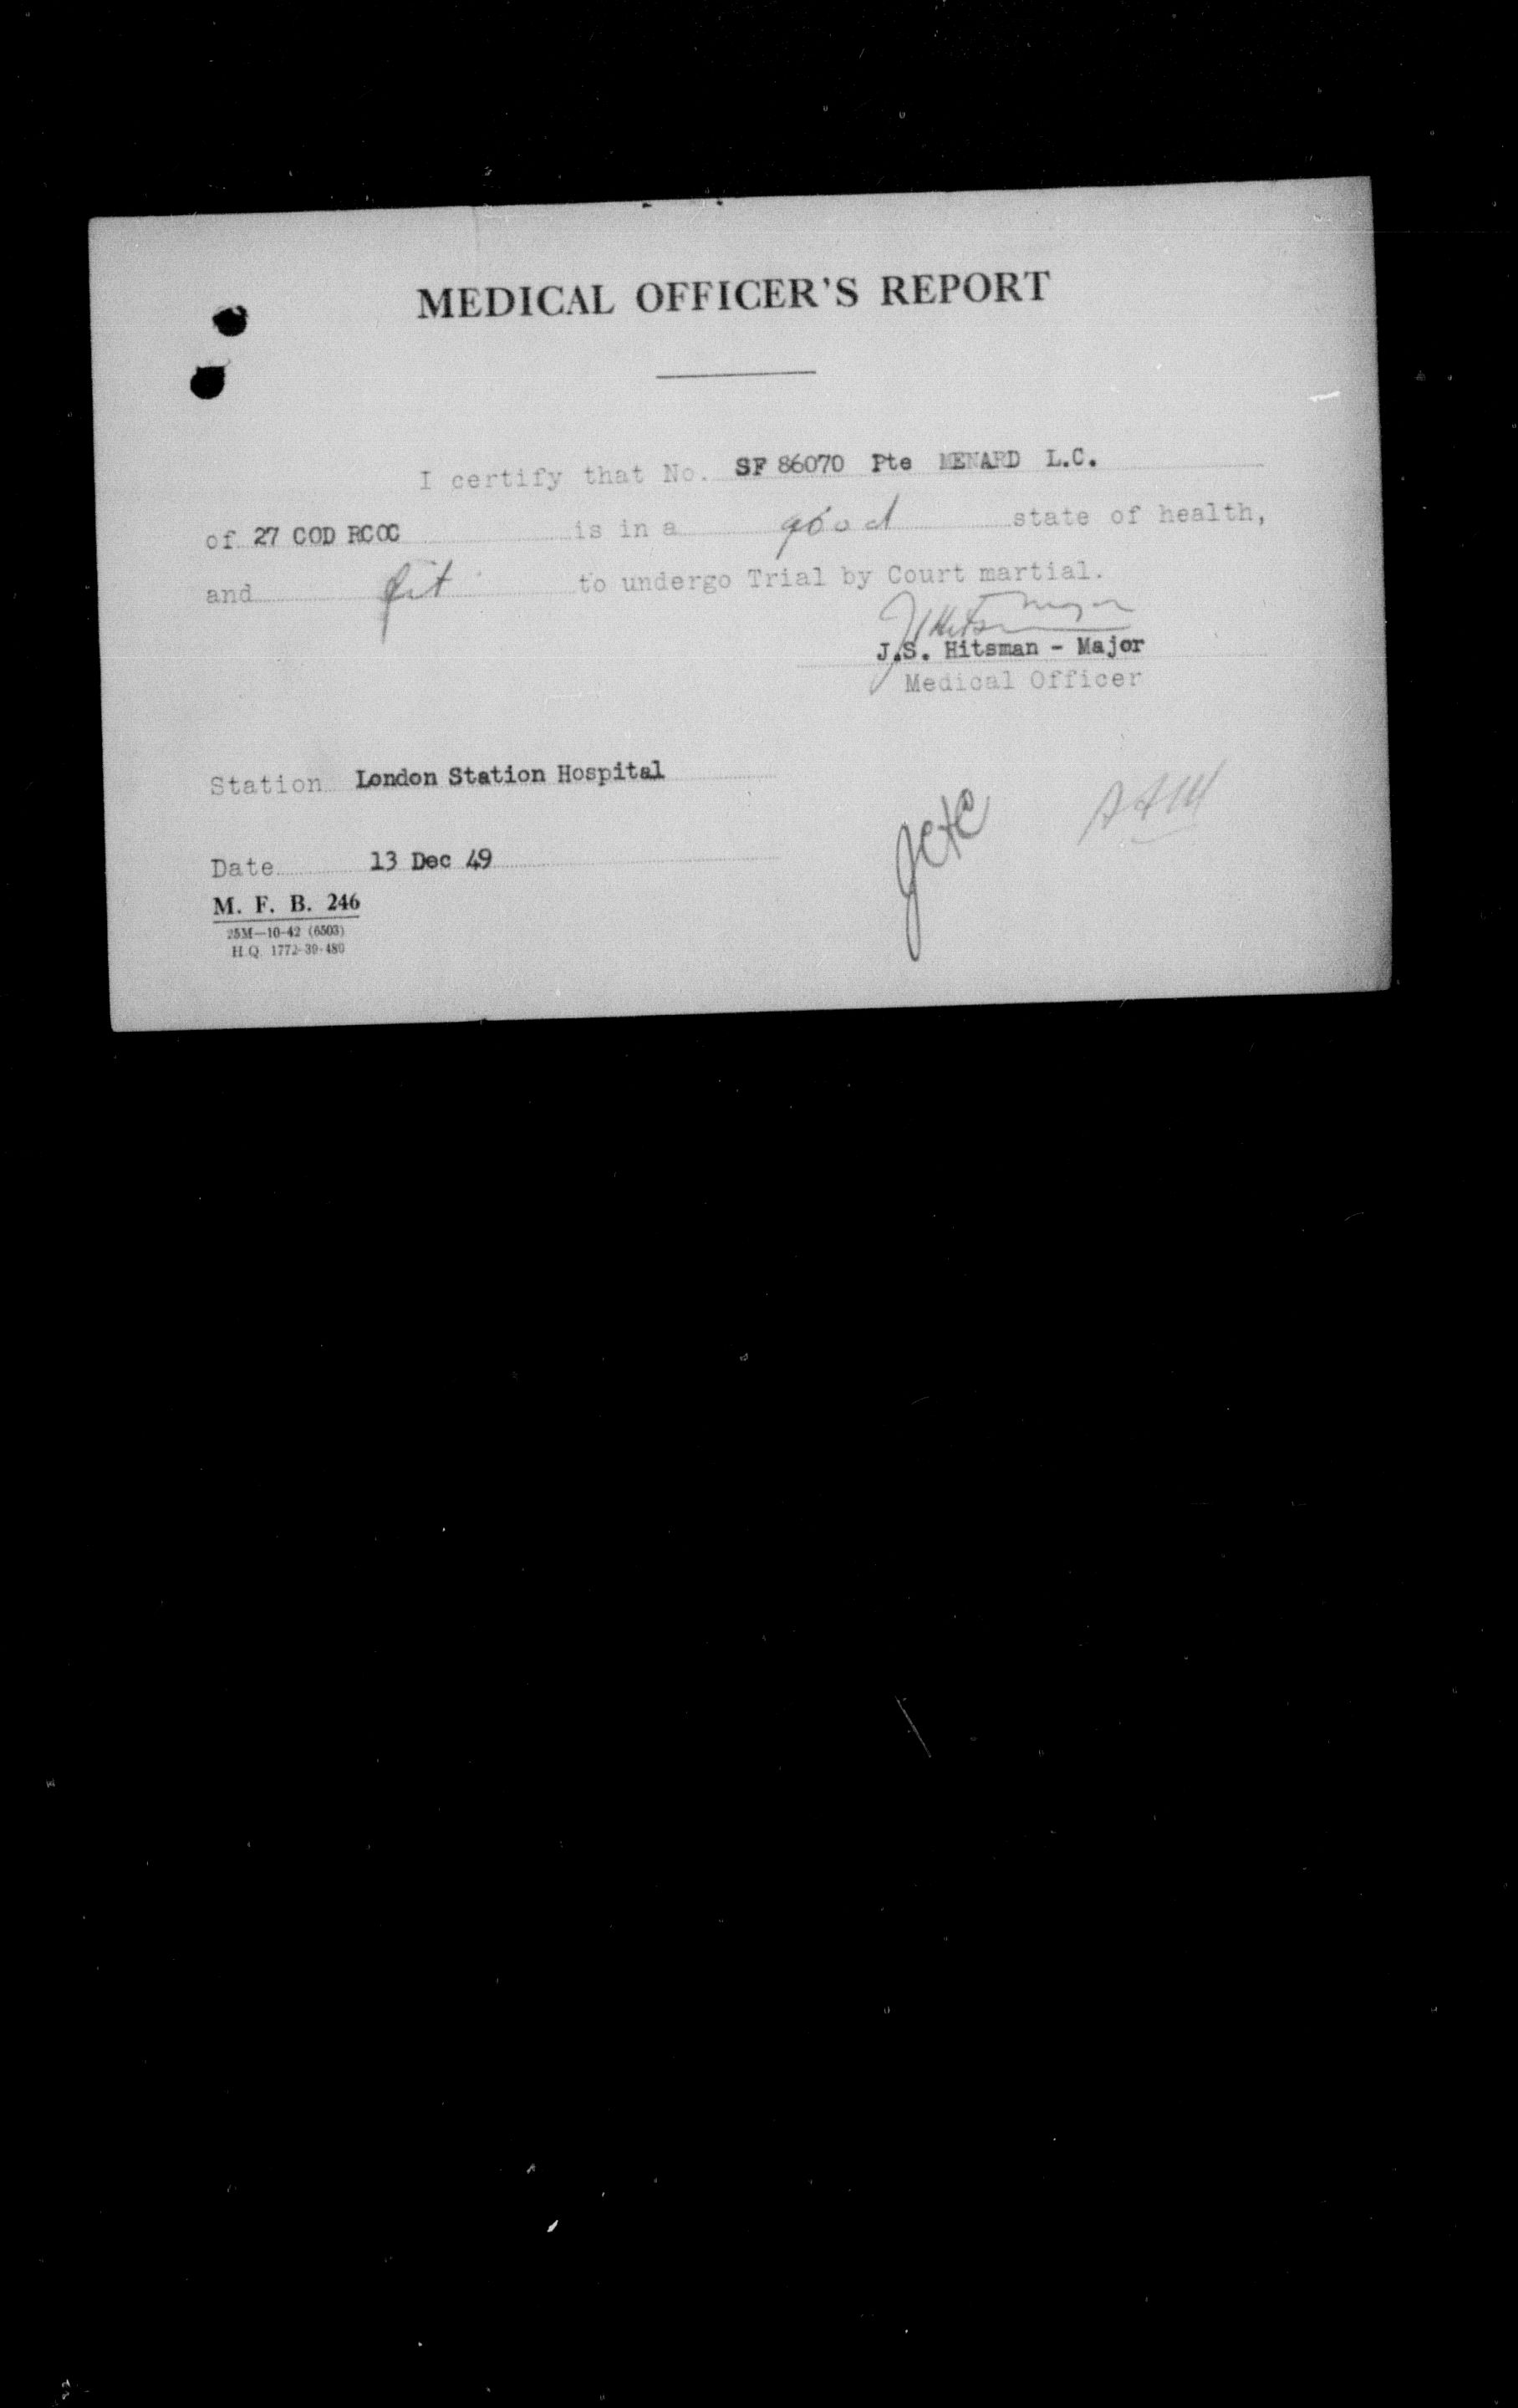 MEDICAL OFFICER'S REPORT
I certify that No. SF 86070 Pte MENARD L.C.
of 27 COD RCOC is in a good state of health,
and fit to undergo Trial by Court martial.
J.S. Hitsman - Major
Medical Officer
Station London Station Hospital
Date 13 Dec 49
M. F. B. 246
25M—10-42 (6503)
H.Q. 1772-39-480